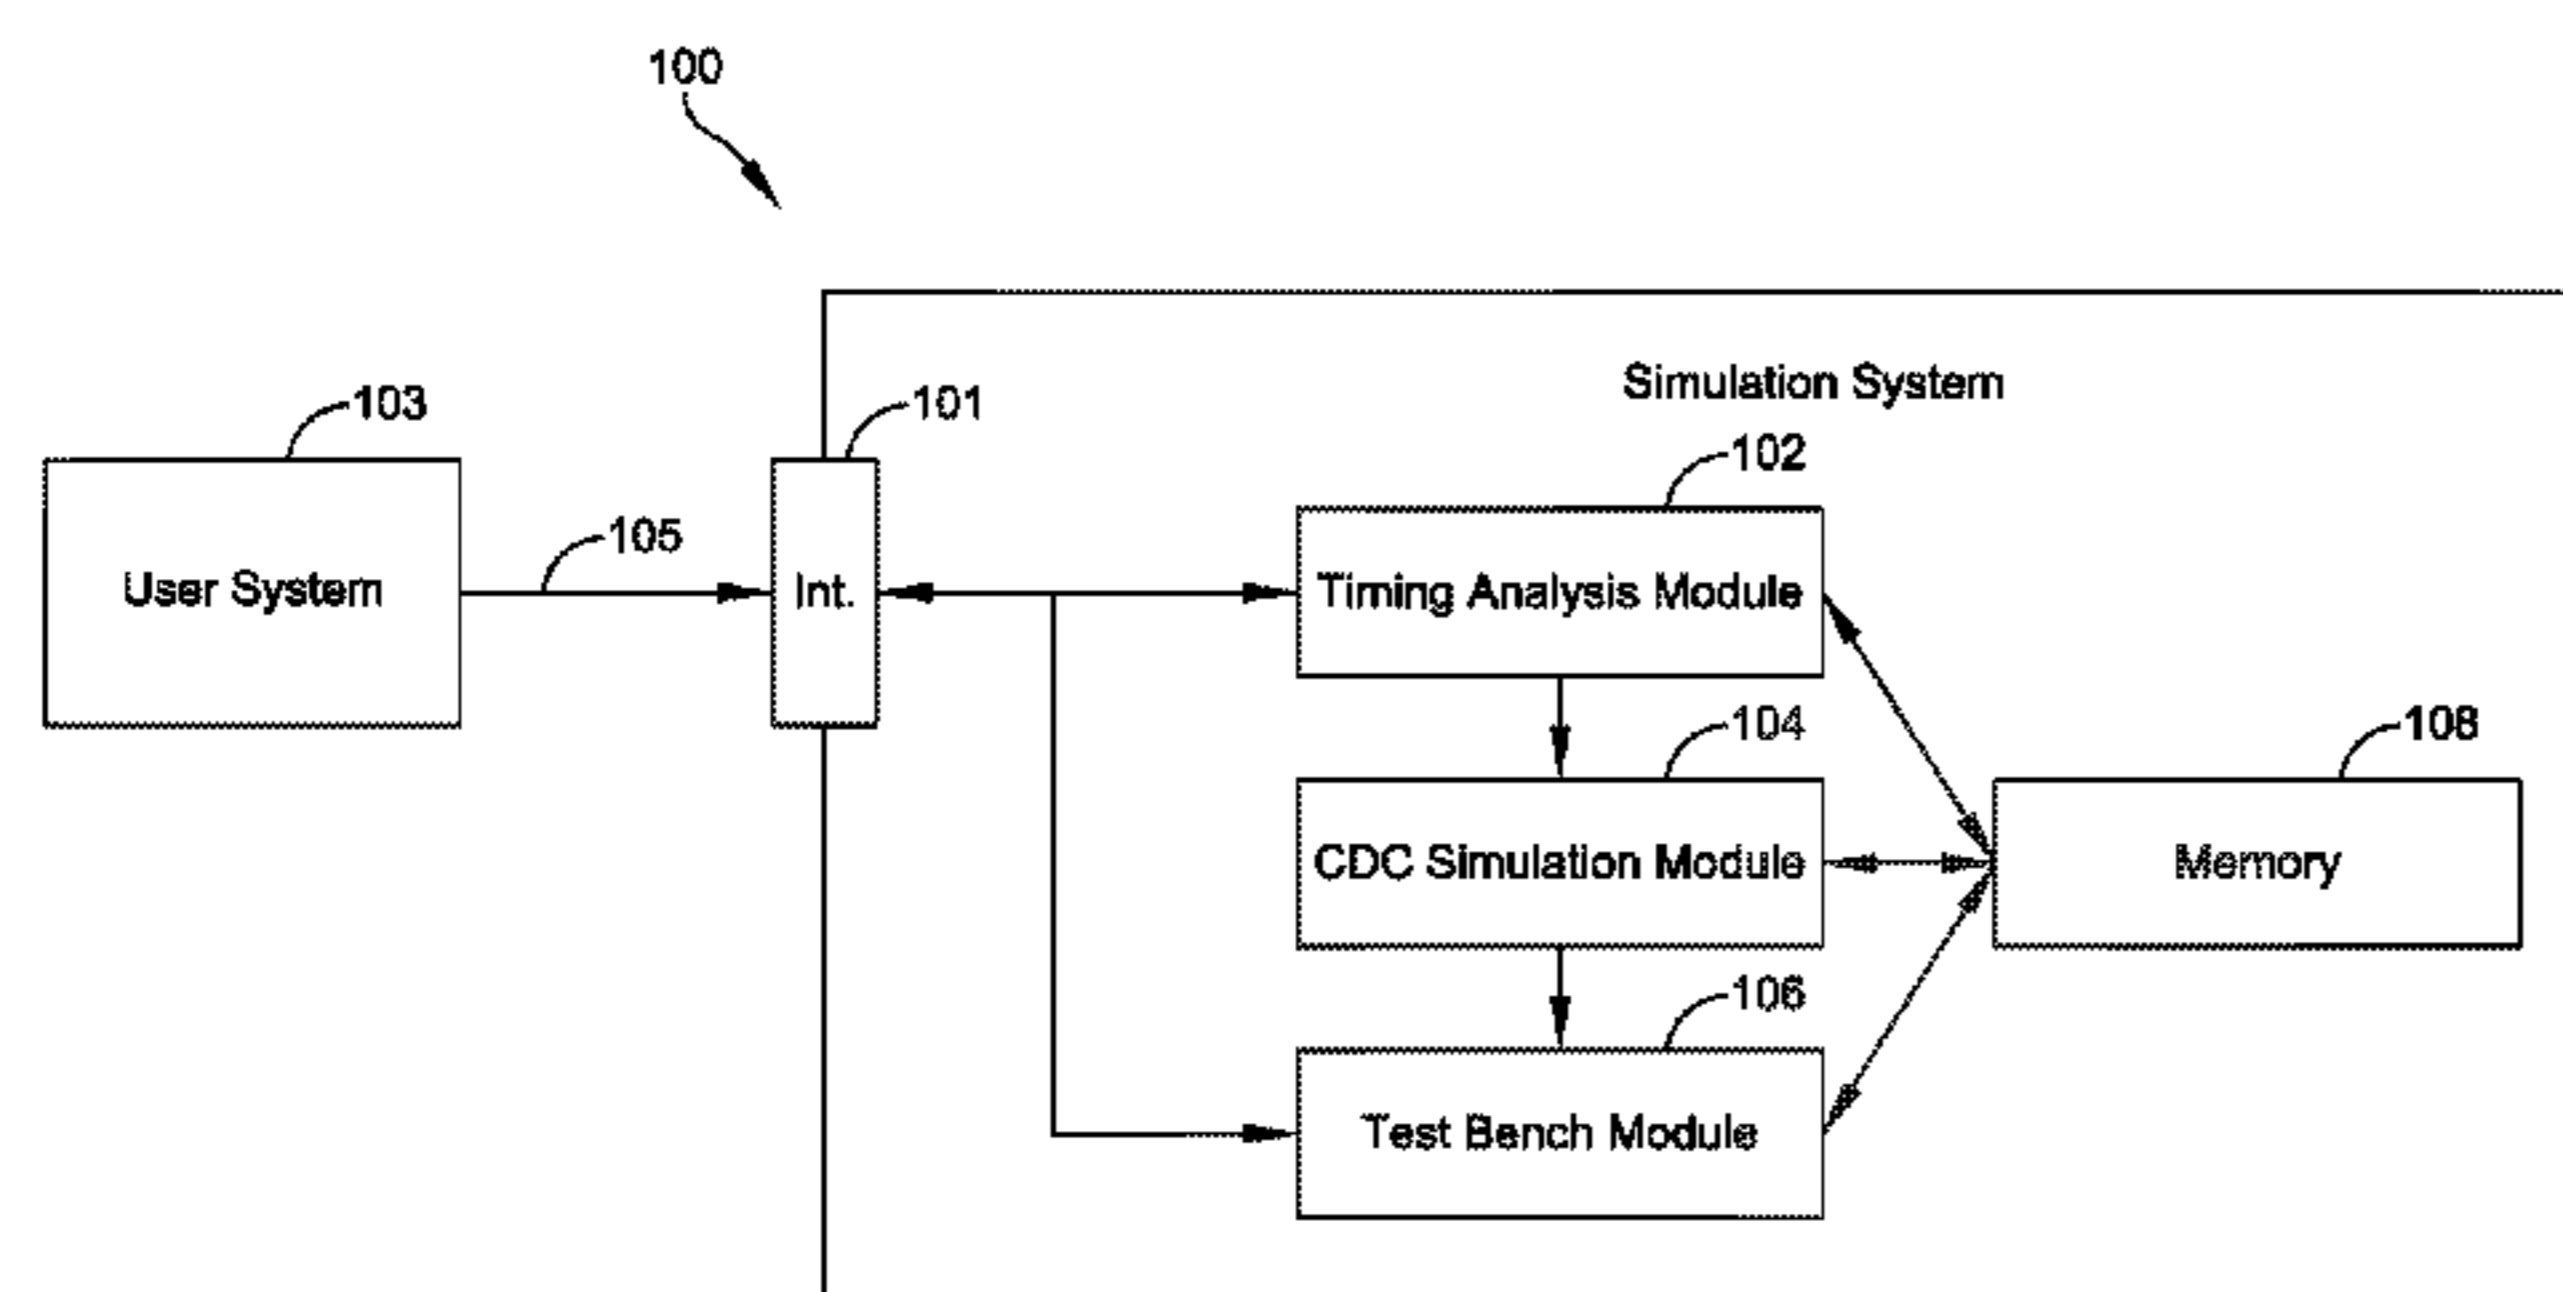 100
Simulation System
103
101
102
105
User System
Int.
Timing Analysis Module
104
108
CDC Simulation Module
Memory
106
Test Bench Module